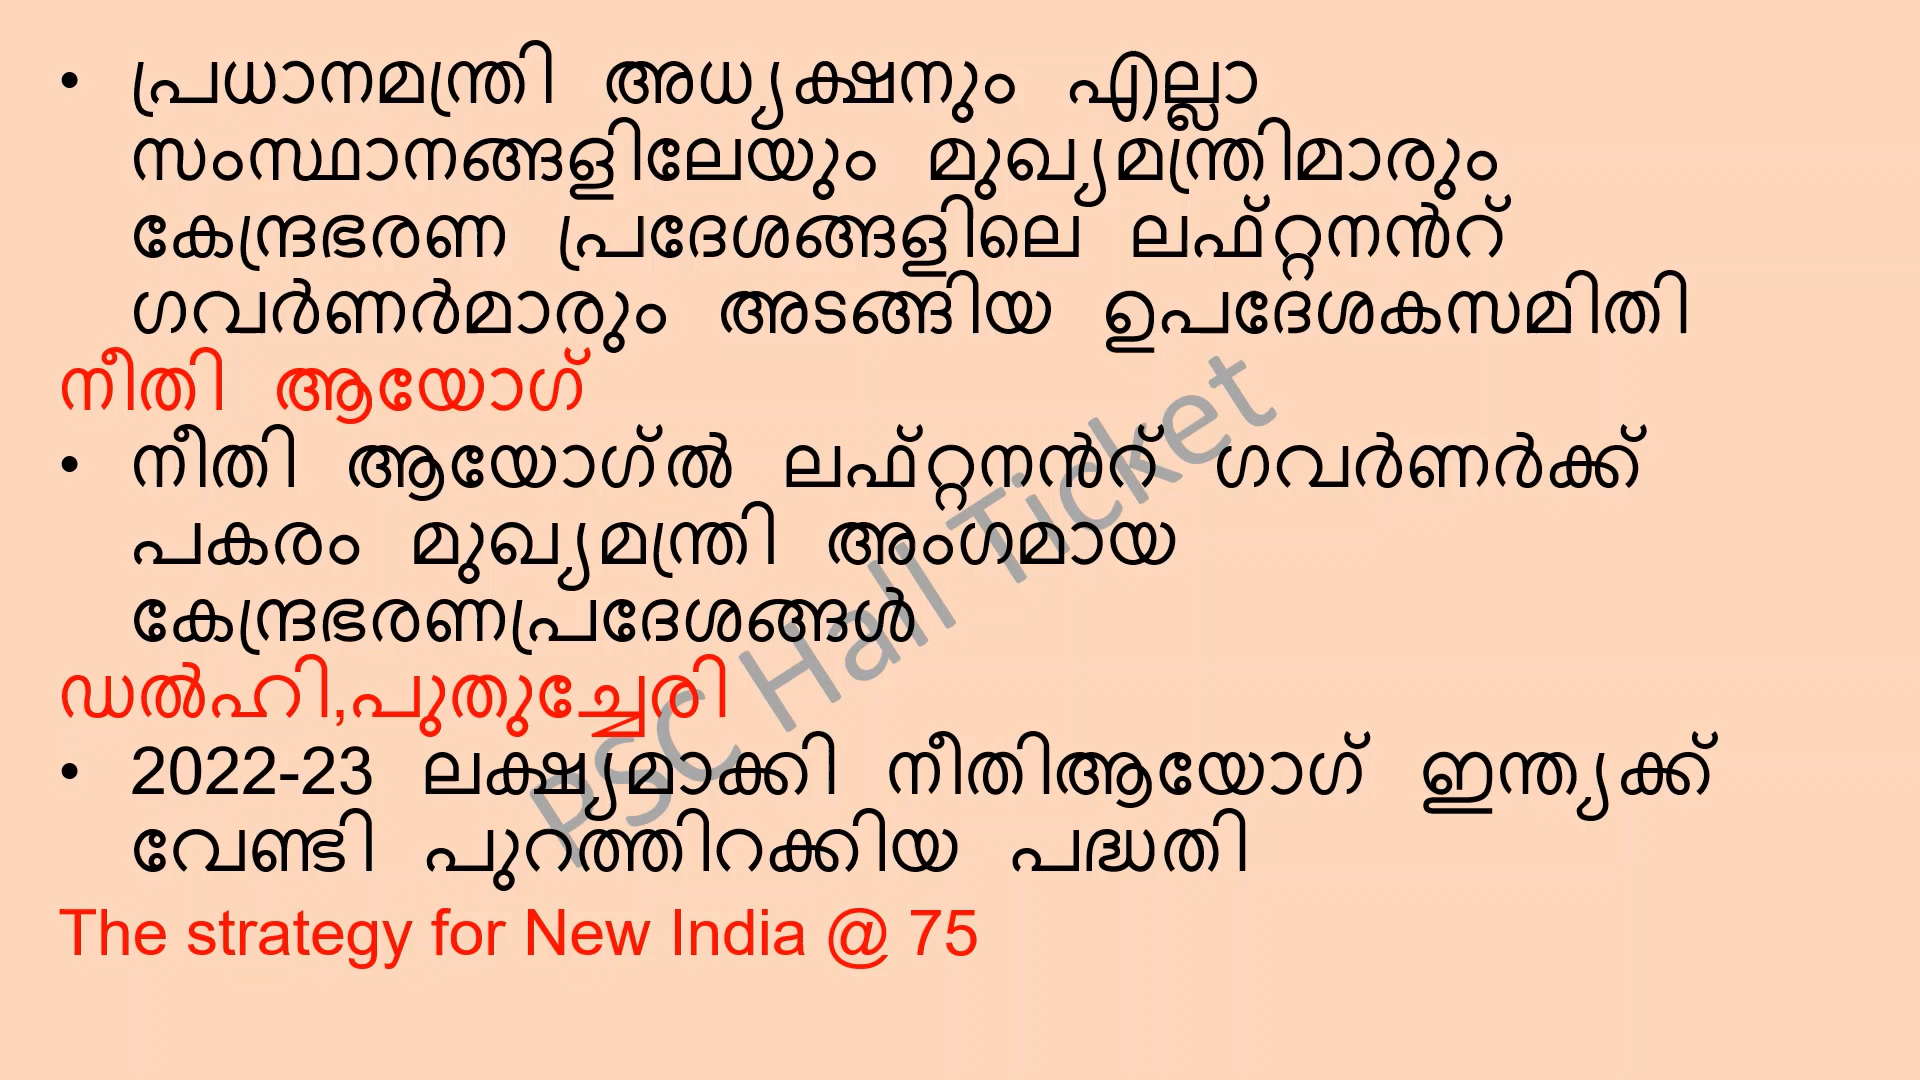 • പ്രധാനമന്ത്രി അധ്യക്ഷനും എല്ലാ
സംസ്ഥാനങ്ങളിലേയും മുഖ്യമന്ത്രിമാരും
കേന്ദ്രഭരണ പ്രദേശങ്ങളിലെ ലഫ്റ്റനൻറ്
ഗവർണർമാരും അടങ്ങിയ ഉപദേശകസമിതി
നീതി ആയോഗ്
• നീതി ആയോഗ്ൽ ലഫ്റ്റനൻറ് ഗവർണർക്ക്
പകരം മുഖ്യമന്ത്രി അംഗമായ
കേന്ദ്രഭരണപ്രദേശങ്ങൾ
ഡൽഹി,പുതുച്ചേരി
• 2022-23 ലക്ഷ്യമാക്കി നീതിആയോഗ് ഇന്ത്യക്ക്
വേണ്ടി പുറത്തിറക്കിയ പദ്ധതി
The strategy for New India @ 75
PSC Hall Ticket